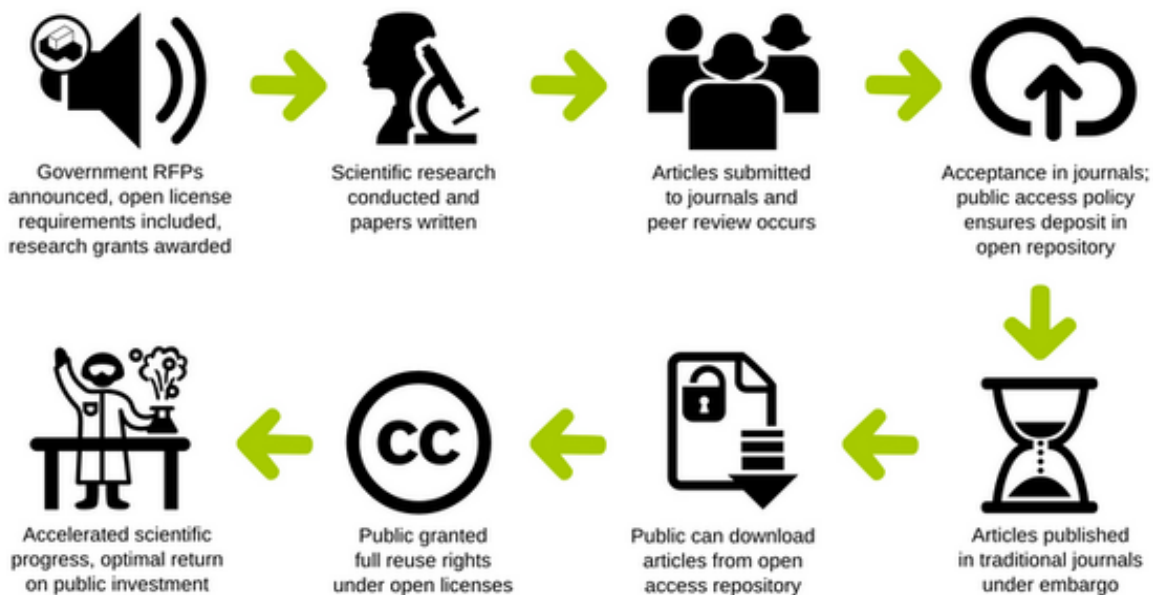 Government RFPs
announced, open license
requirements included,
research grants awarded
Scientific research
conducted and
papers written
Articles submitted
to journals and
peer review occurs
Acceptance in journals;
public access policy
ensures deposit in
open repository
Articles published
in traditional journals
under embargo
Public can download
articles from open
access repository
CC
Public granted
full reuse rights
under open licenses
Accelerated scientific
progress, optimal return
on public investment